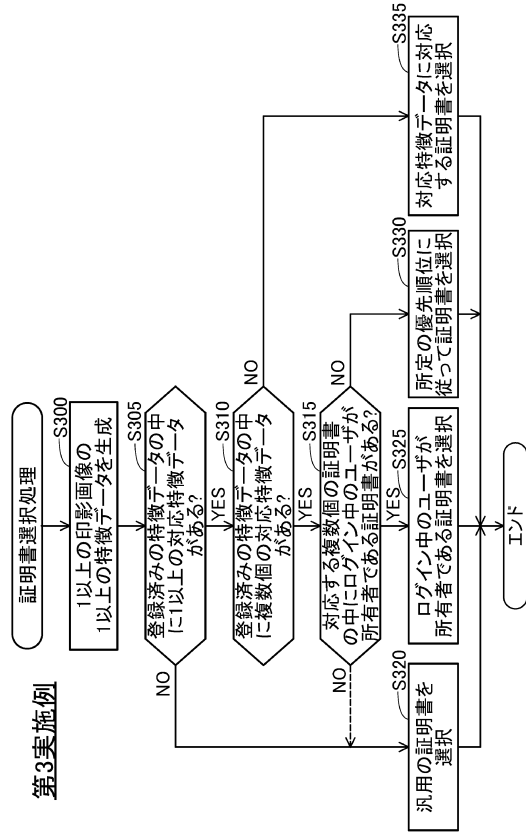 第3実施例
証明書選択処理
S300
1以上の印影画像の
1以上の特徴データを生成
S305
登録済みの特徴データの中
に1以上の対応特徴データ
がある?
NO
YES
S310
登録済みの特徴データの中
に複数個の対応特徴データ
がある?
NO
YES
S315
対応する複数個の証明書
の中にログイン中のユーザが
所有者である証明書がある?
NO
NO
YES
S320
汎用の証明書を
選択
S325
ログイン中のユーザが
所有者である証明書を選択
S330
所定の優先順位に
従って証明書を選択
S335
対応特徴データに対応
する証明書を選択
エンド